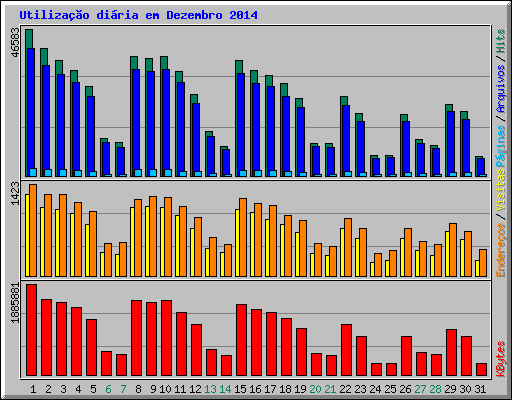 Utilização diária em Dezembro 2014
46583
1423
1885881
KBytes
Endereços / visitas
Páginas / Arquivos / Hits
1 2 3 4 5 6 7 8 9 10 11 12 13 14 15 16 17 18 19 20 21 22 23 24 25 26 27 28 29 30 31